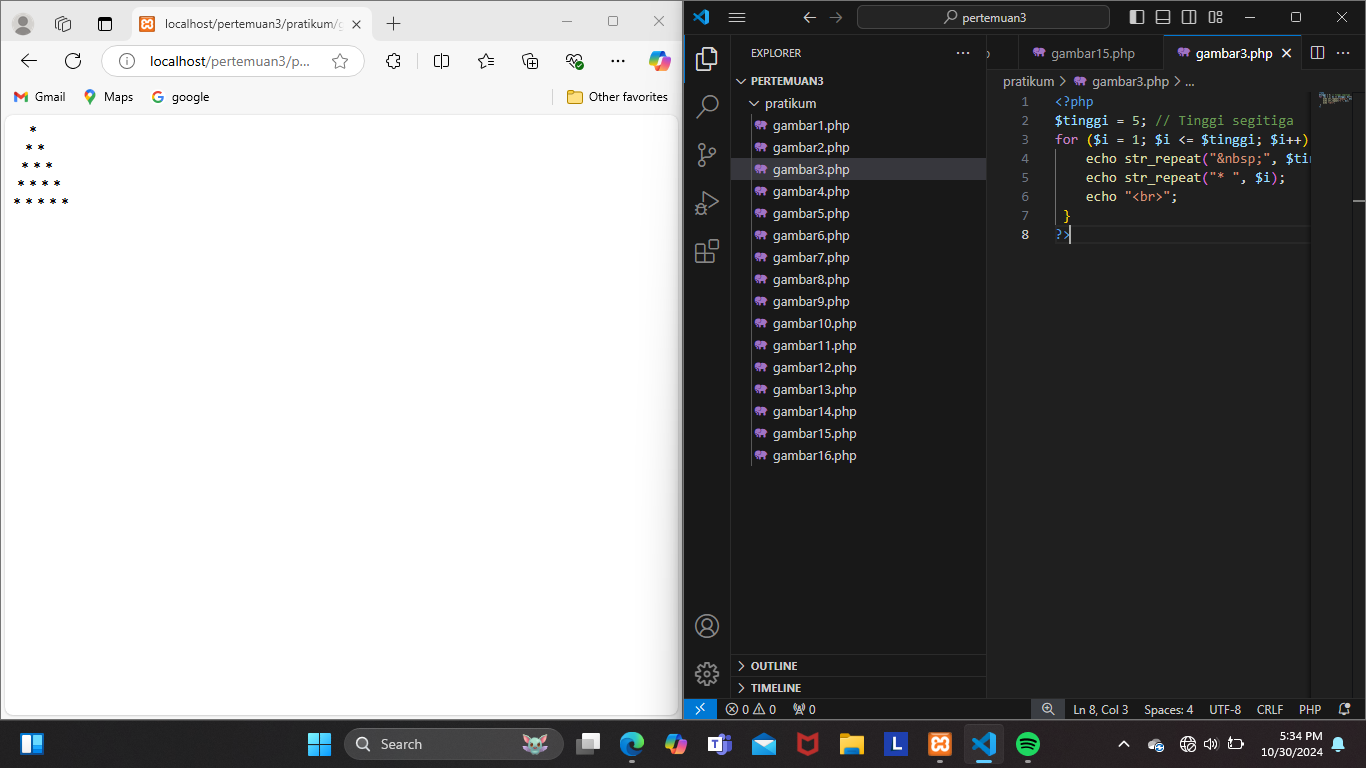 localhost/pertemuan3/pratikum/g
localhost/pertemuan3/p...
Gmail
Maps
google
Other favorites
*
* *
* * *
* * * *
* * * * *
pertemuan3
EXPLORER
PERTEMUAN3
pratikum
gambar1.php
gambar2.php
gambar3.php
gambar4.php
gambar5.php
gambar6.php
gambar7.php
gambar8.php
gambar9.php
gambar10.php
gambar11.php
gambar12.php
gambar13.php
gambar14.php
gambar15.php
gambar16.php
OUTLINE
TIMELINE
gambar15.php
gambar3.php
pratikum > gambar3.php > ...
1 <?php
2 $tinggi = 5; // Tinggi segitiga
3 for ($i = 1; $i <= $tinggi; $i++)
4 echo str_repeat("&nbsp;", $tin
5 echo str_repeat("* ", $i);
6 echo "<br>";
7 }
8 ?>
0 0 0
Ln 8, Col 3
Spaces: 4
UTF-8
CRLF
PHP
Search
L
5:34 PM
10/30/2024